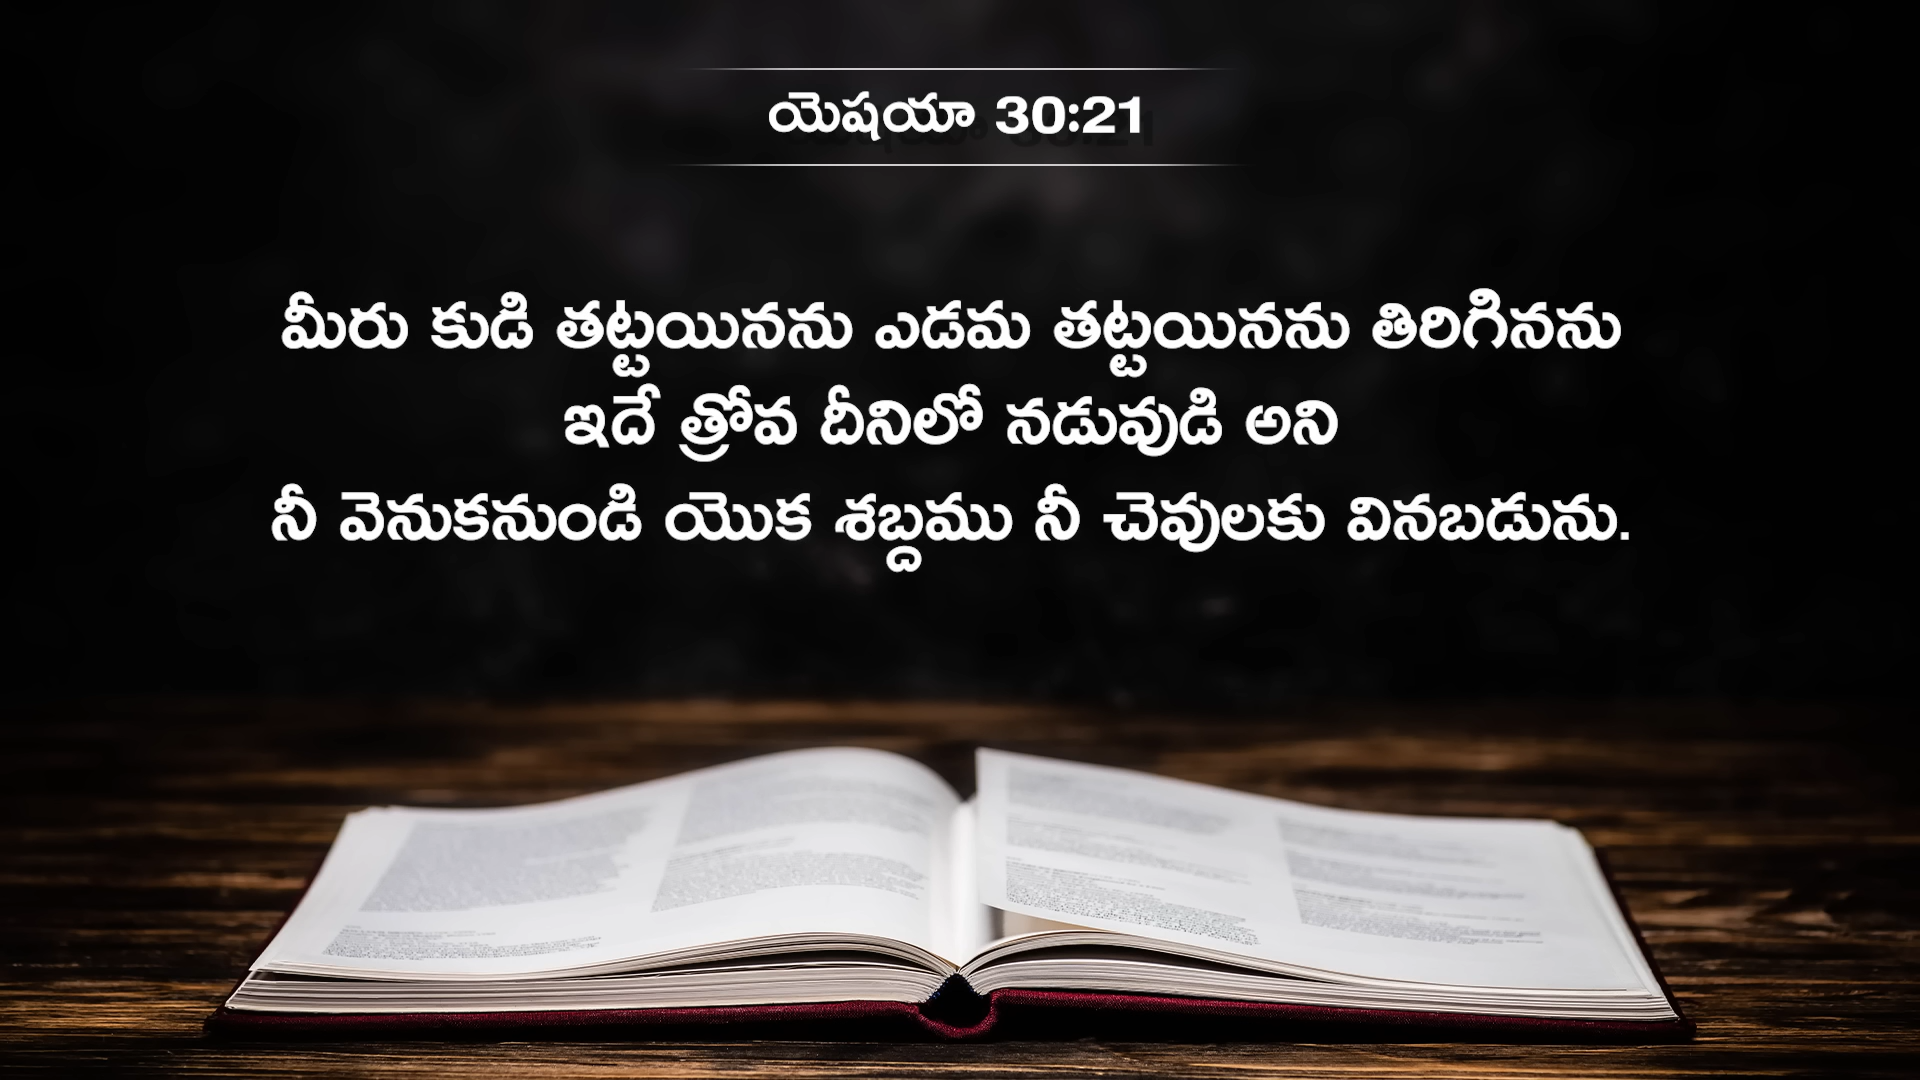 యెషయా 30:21
మీరు కుడి తట్టయినను ఎడమ తట్టయినను తిరిగినను
ఇదే త్రోవ దీనిలో నడువుడి అని
నీ వెనుకనుండి యొక శబ్దము నీ చెవులకు వినబడును.